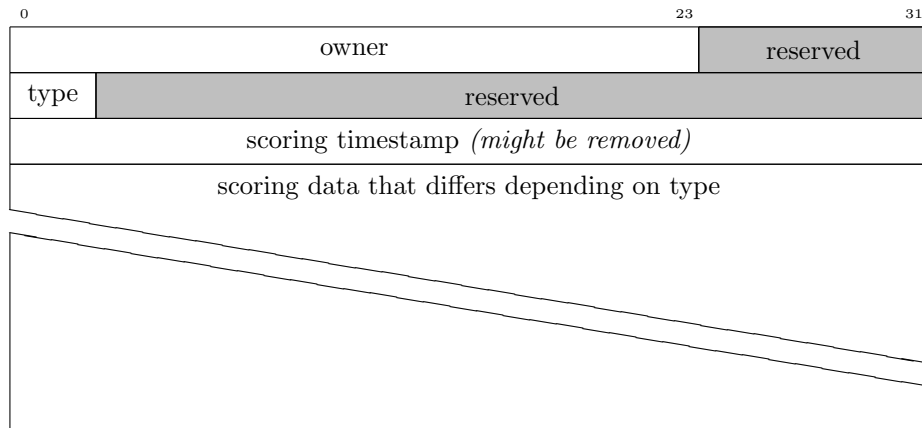 0 23 31
owner reserved
type reserved
scoring timestamp (might be removed)
scoring data that differs depending on type